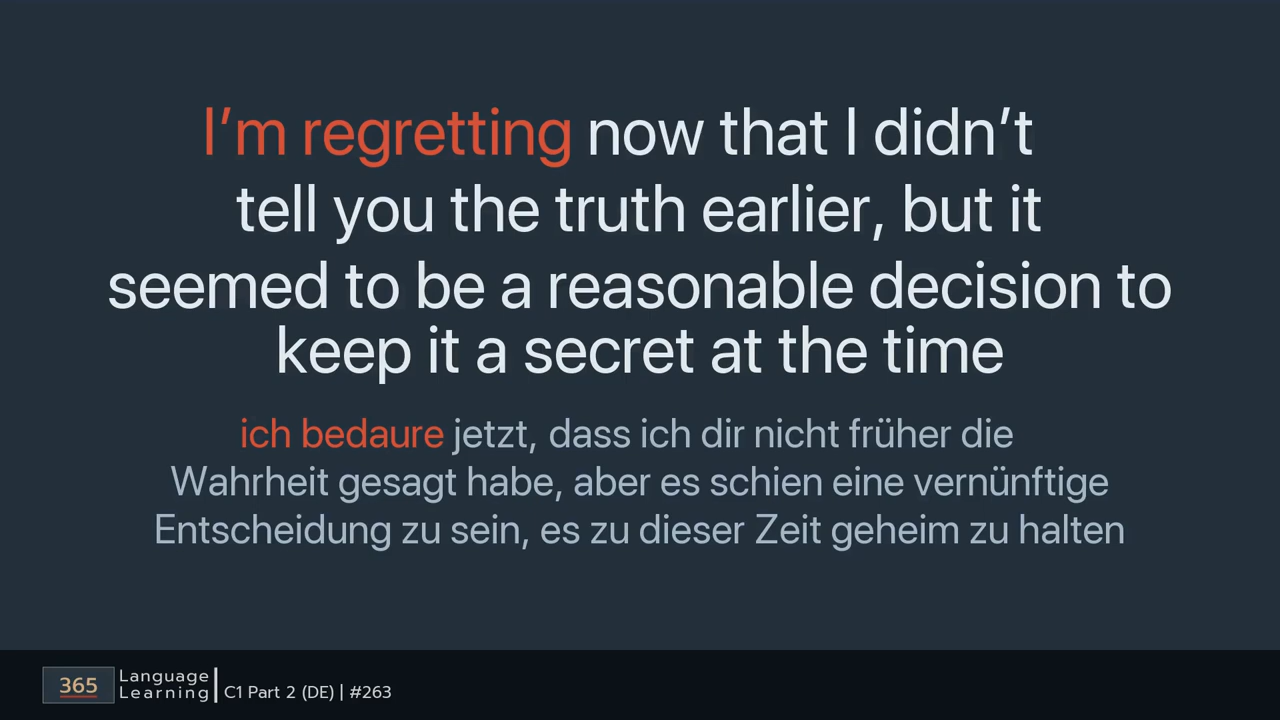 I’m regretting now that I didn’t
tell you the truth earlier, but it
seemed to be a reasonable decision to
keep it a secret at the time
ich bedaure jetzt, dass ich dir nicht früher die
Wahrheit gesagt habe, aber es schien eine vernünftige
Entscheidung zu sein, es zu dieser Zeit geheim zu halten
365
Language
Learning
C1 Part 2 (DE) | #263